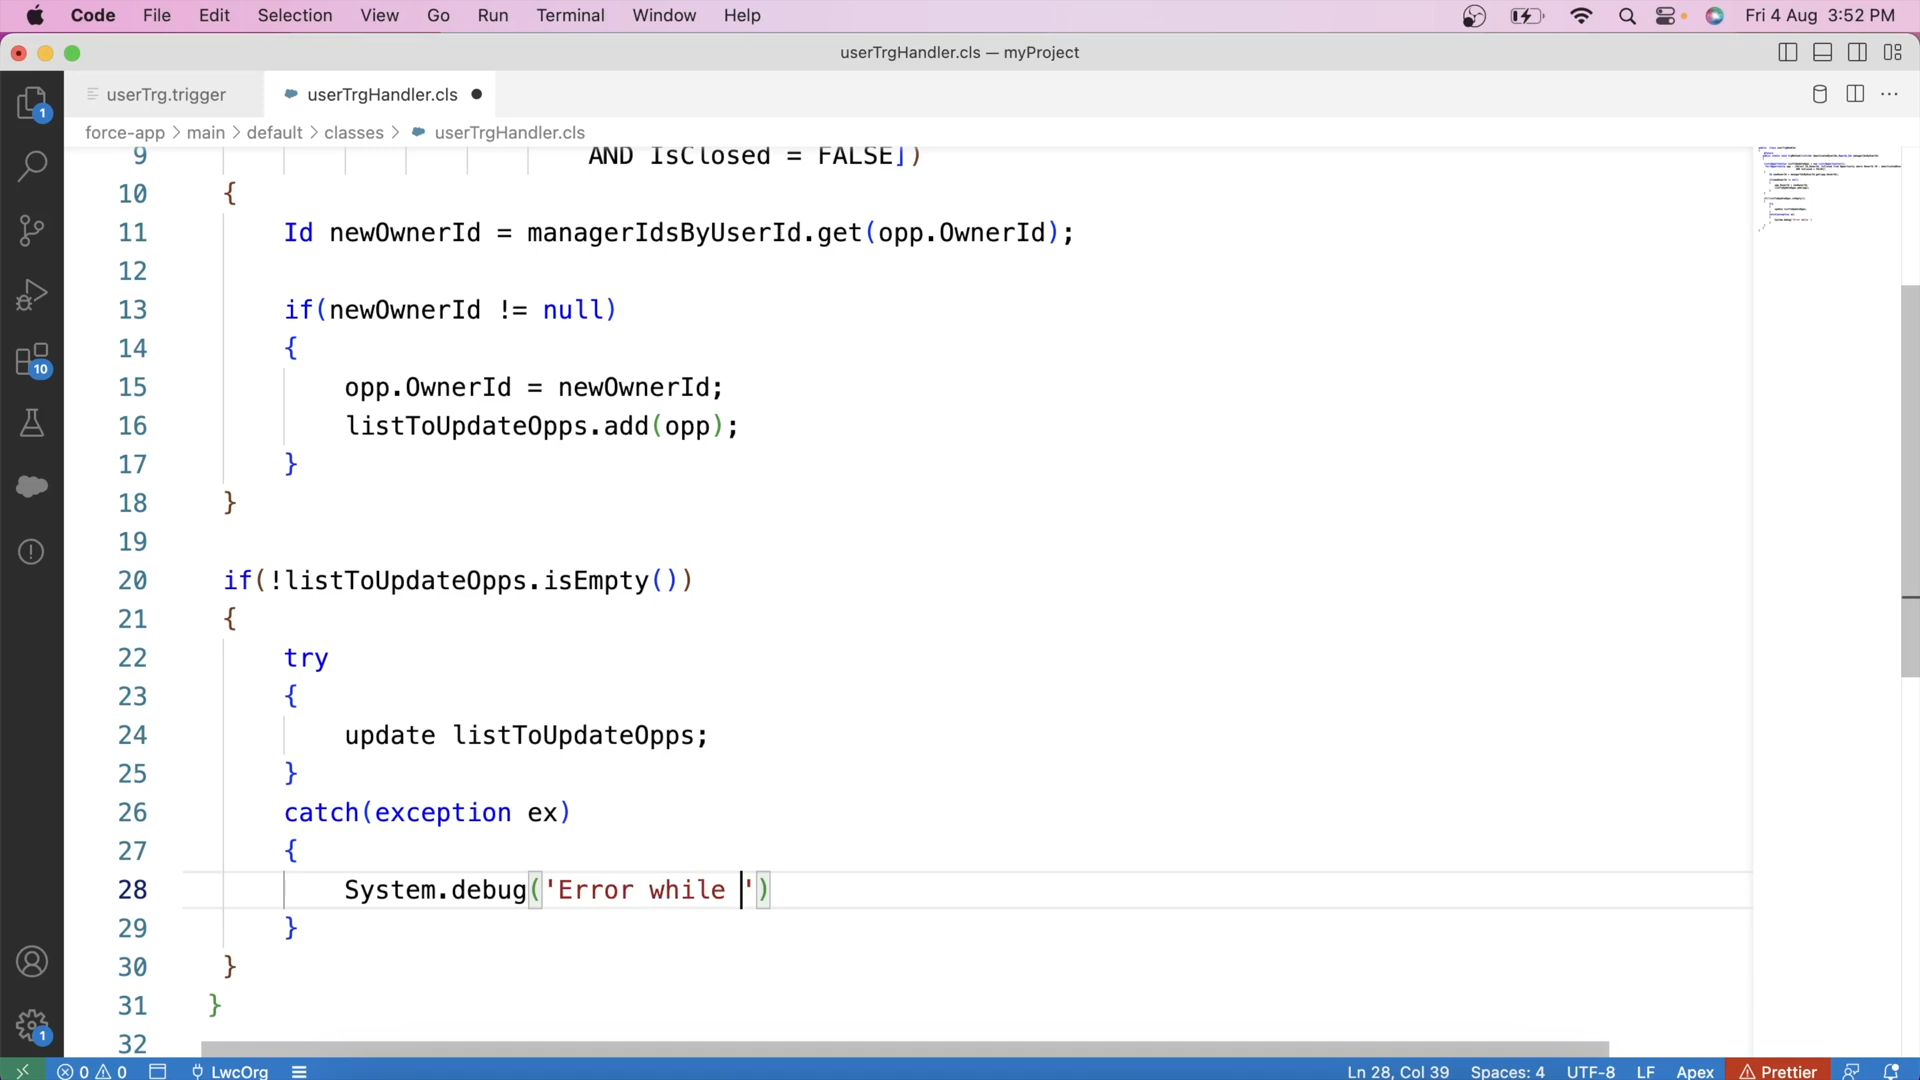 Code File Edit Selection View Go Run Terminal Window Help Fri 4 Aug 3:52 PM
userTrgHandler.cls — myProject
userTrg.trigger userTrgHandler.cls
force-app > main > default > classes > userTrgHandler.cls
9 AND IsClosed = FALSE])
10 {
11 Id newOwnerId = managerIdsByUserId.get(opp.OwnerId);
12
13 if(newOwnerId != null)
14 {
15 opp.OwnerId = newOwnerId;
16 listToUpdateOpps.add(opp);
17 }
18 }
19
20 if(!listToUpdateOpps.isEmpty())
21 {
22 try
23 {
24 update listToUpdateOpps;
25 }
26 catch(exception ex)
27 {
28 System.debug('Error while ')
29 }
30 }
31 }
32
1
10
1
0 0 LwcOrg Ln 28, Col 39 Spaces: 4 UTF-8 LF Apex Prettier